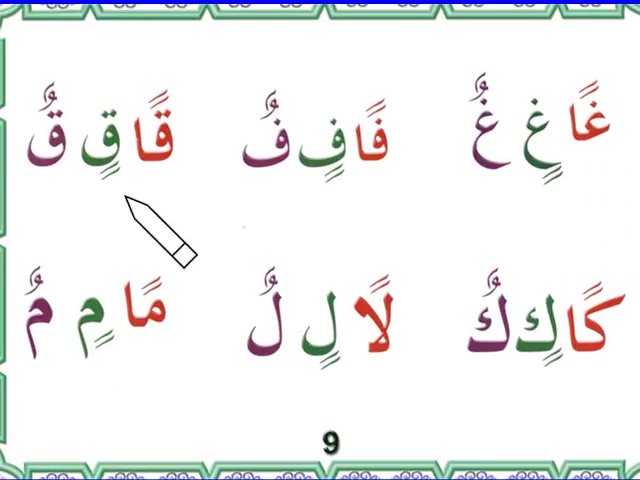 غًا غٍ غٌ فًا فٍ فٌ قًا قٍ قٌ
كًا كٍ كٌ لًا لٍ لٌ مًا مٍ مٌ
9